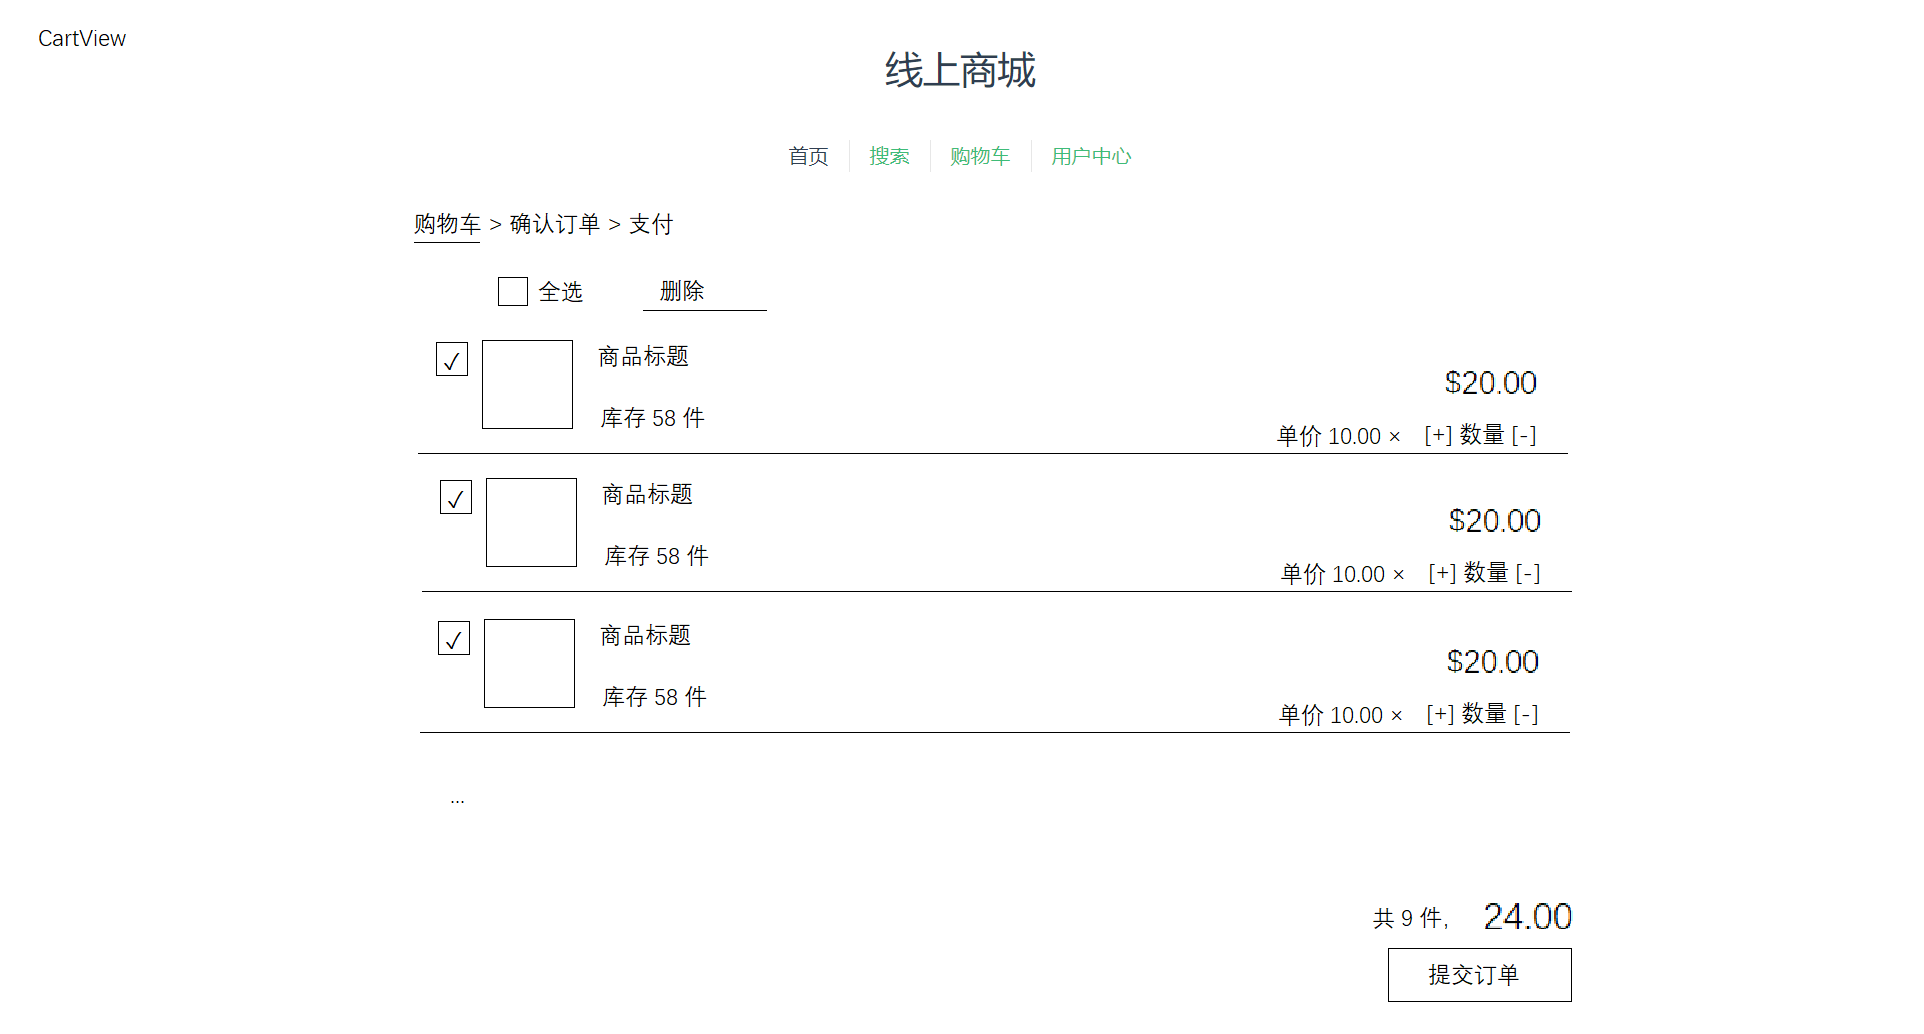 CartView
线上商城
首页 搜索 购物车 用户中心
购物车 > 确认订单 > 支付
全选 删除
✓ 商品标题
$20.00
库存 58 件
单价 10.00 × [+] 数量 [-]
✓ 商品标题
$20.00
库存 58 件
单价 10.00 × [+] 数量 [-]
✓ 商品标题
$20.00
库存 58 件
单价 10.00 × [+] 数量 [-]
...
共 9 件, 24.00
提交订单